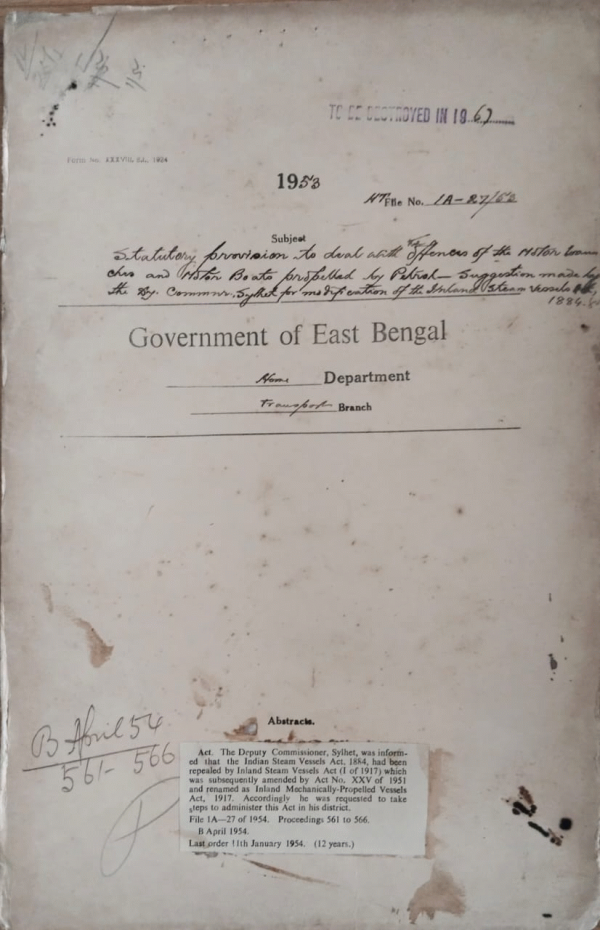 TO BE DESTROYED IN 1967
Form No. XXXVIII, Ed., 1924
1953
HT File No. 1A-27/53
Subject
Statutory provision to deal with the offences of the Motor Laun
ches and Motor Boats propelled by Petrol - Suggestion made by
the Dy. Commnr. Sylhet for modification of the Inland Steam Vessels Act,
1884.
Government of East Bengal
Home Department
Transport Branch
Abstracts.
B April 54
561- 566
Act. The Deputy Commissioner, Sylhet, was inform-
ed that the Indian Steam Vessels Act, 1884, had been
repealed by Inland Steam Vessels Act (I of 1917) which
was subsequently amended by Act No. XXV of 1951
and renamed as Inland Mechanically-Propelled Vessels
Act, 1917. Accordingly he was requested to take
steps to administer this Act in his district.
File 1A—27 of 1954. Proceedings 561 to 566.
B April 1954.
Last order 11th January 1954. (12 years.)